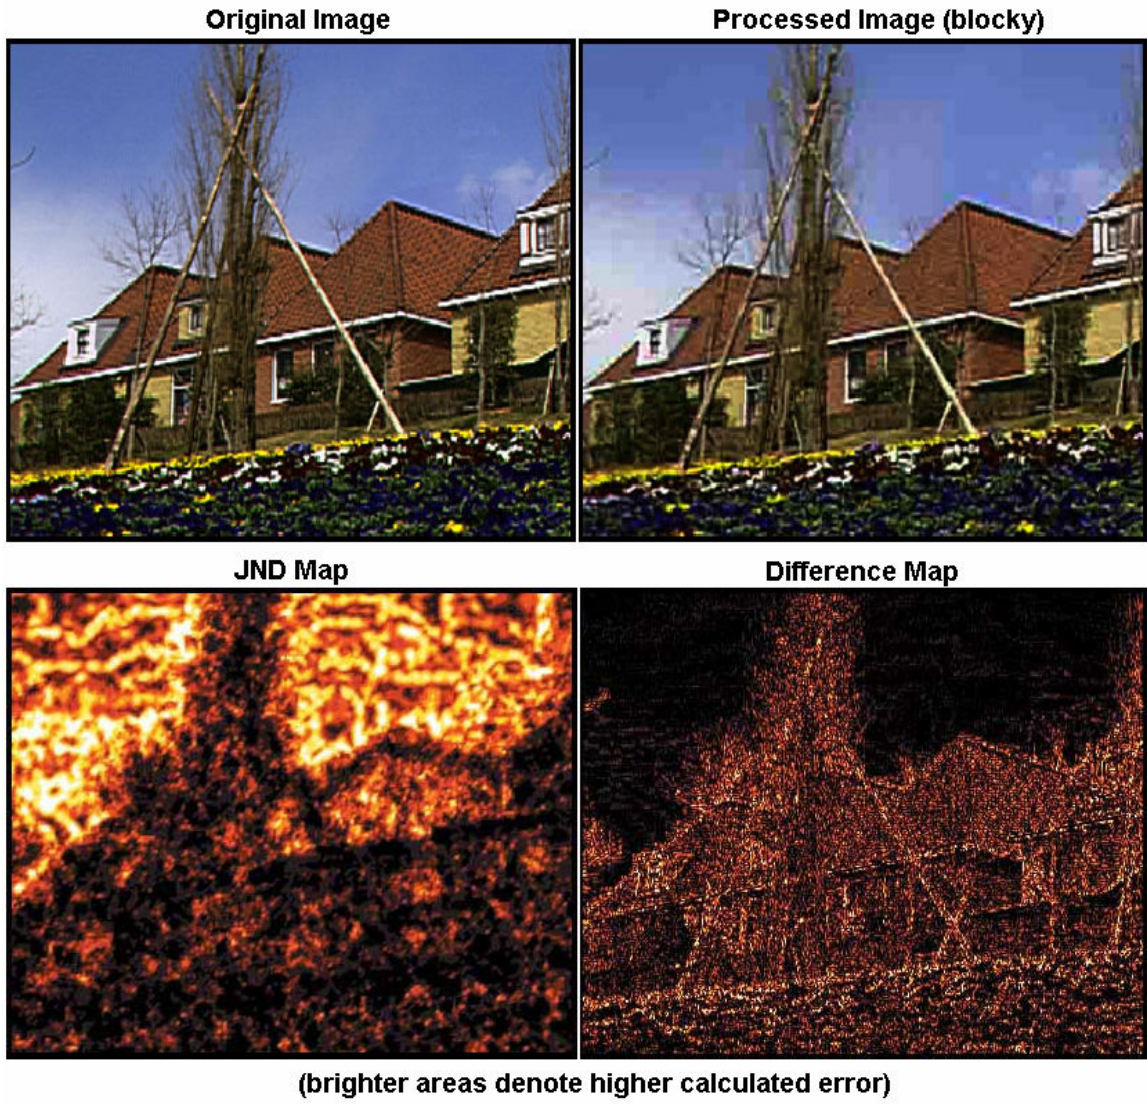 Original Image
Processed Image (blocky)
JND Map
Difference Map
(brighter areas denote higher calculated error)